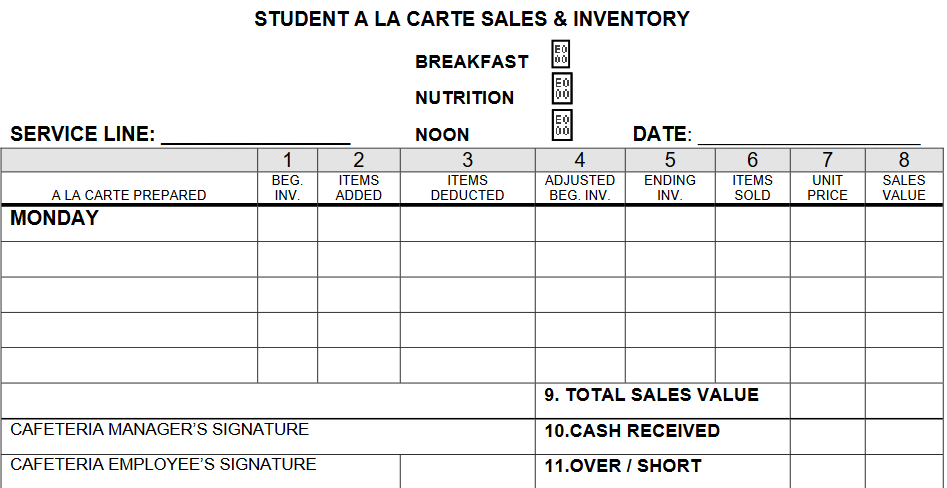 STUDENT A LA CARTE SALES & INVENTORY
BREAKFAST
NUTRITION
SERVICE LINE: NOON DATE:
1 2 3 4 5 6 7 8
A LA CARTE PREPARED BEG. INV. ITEMS ADDED ITEMS DEDUCTED ADJUSTED BEG. INV. ENDING INV. ITEMS SOLD UNIT PRICE SALES VALUE
MONDAY
9. TOTAL SALES VALUE
CAFETERIA MANAGER’S SIGNATURE 10.CASH RECEIVED
CAFETERIA EMPLOYEE’S SIGNATURE 11.OVER / SHORT